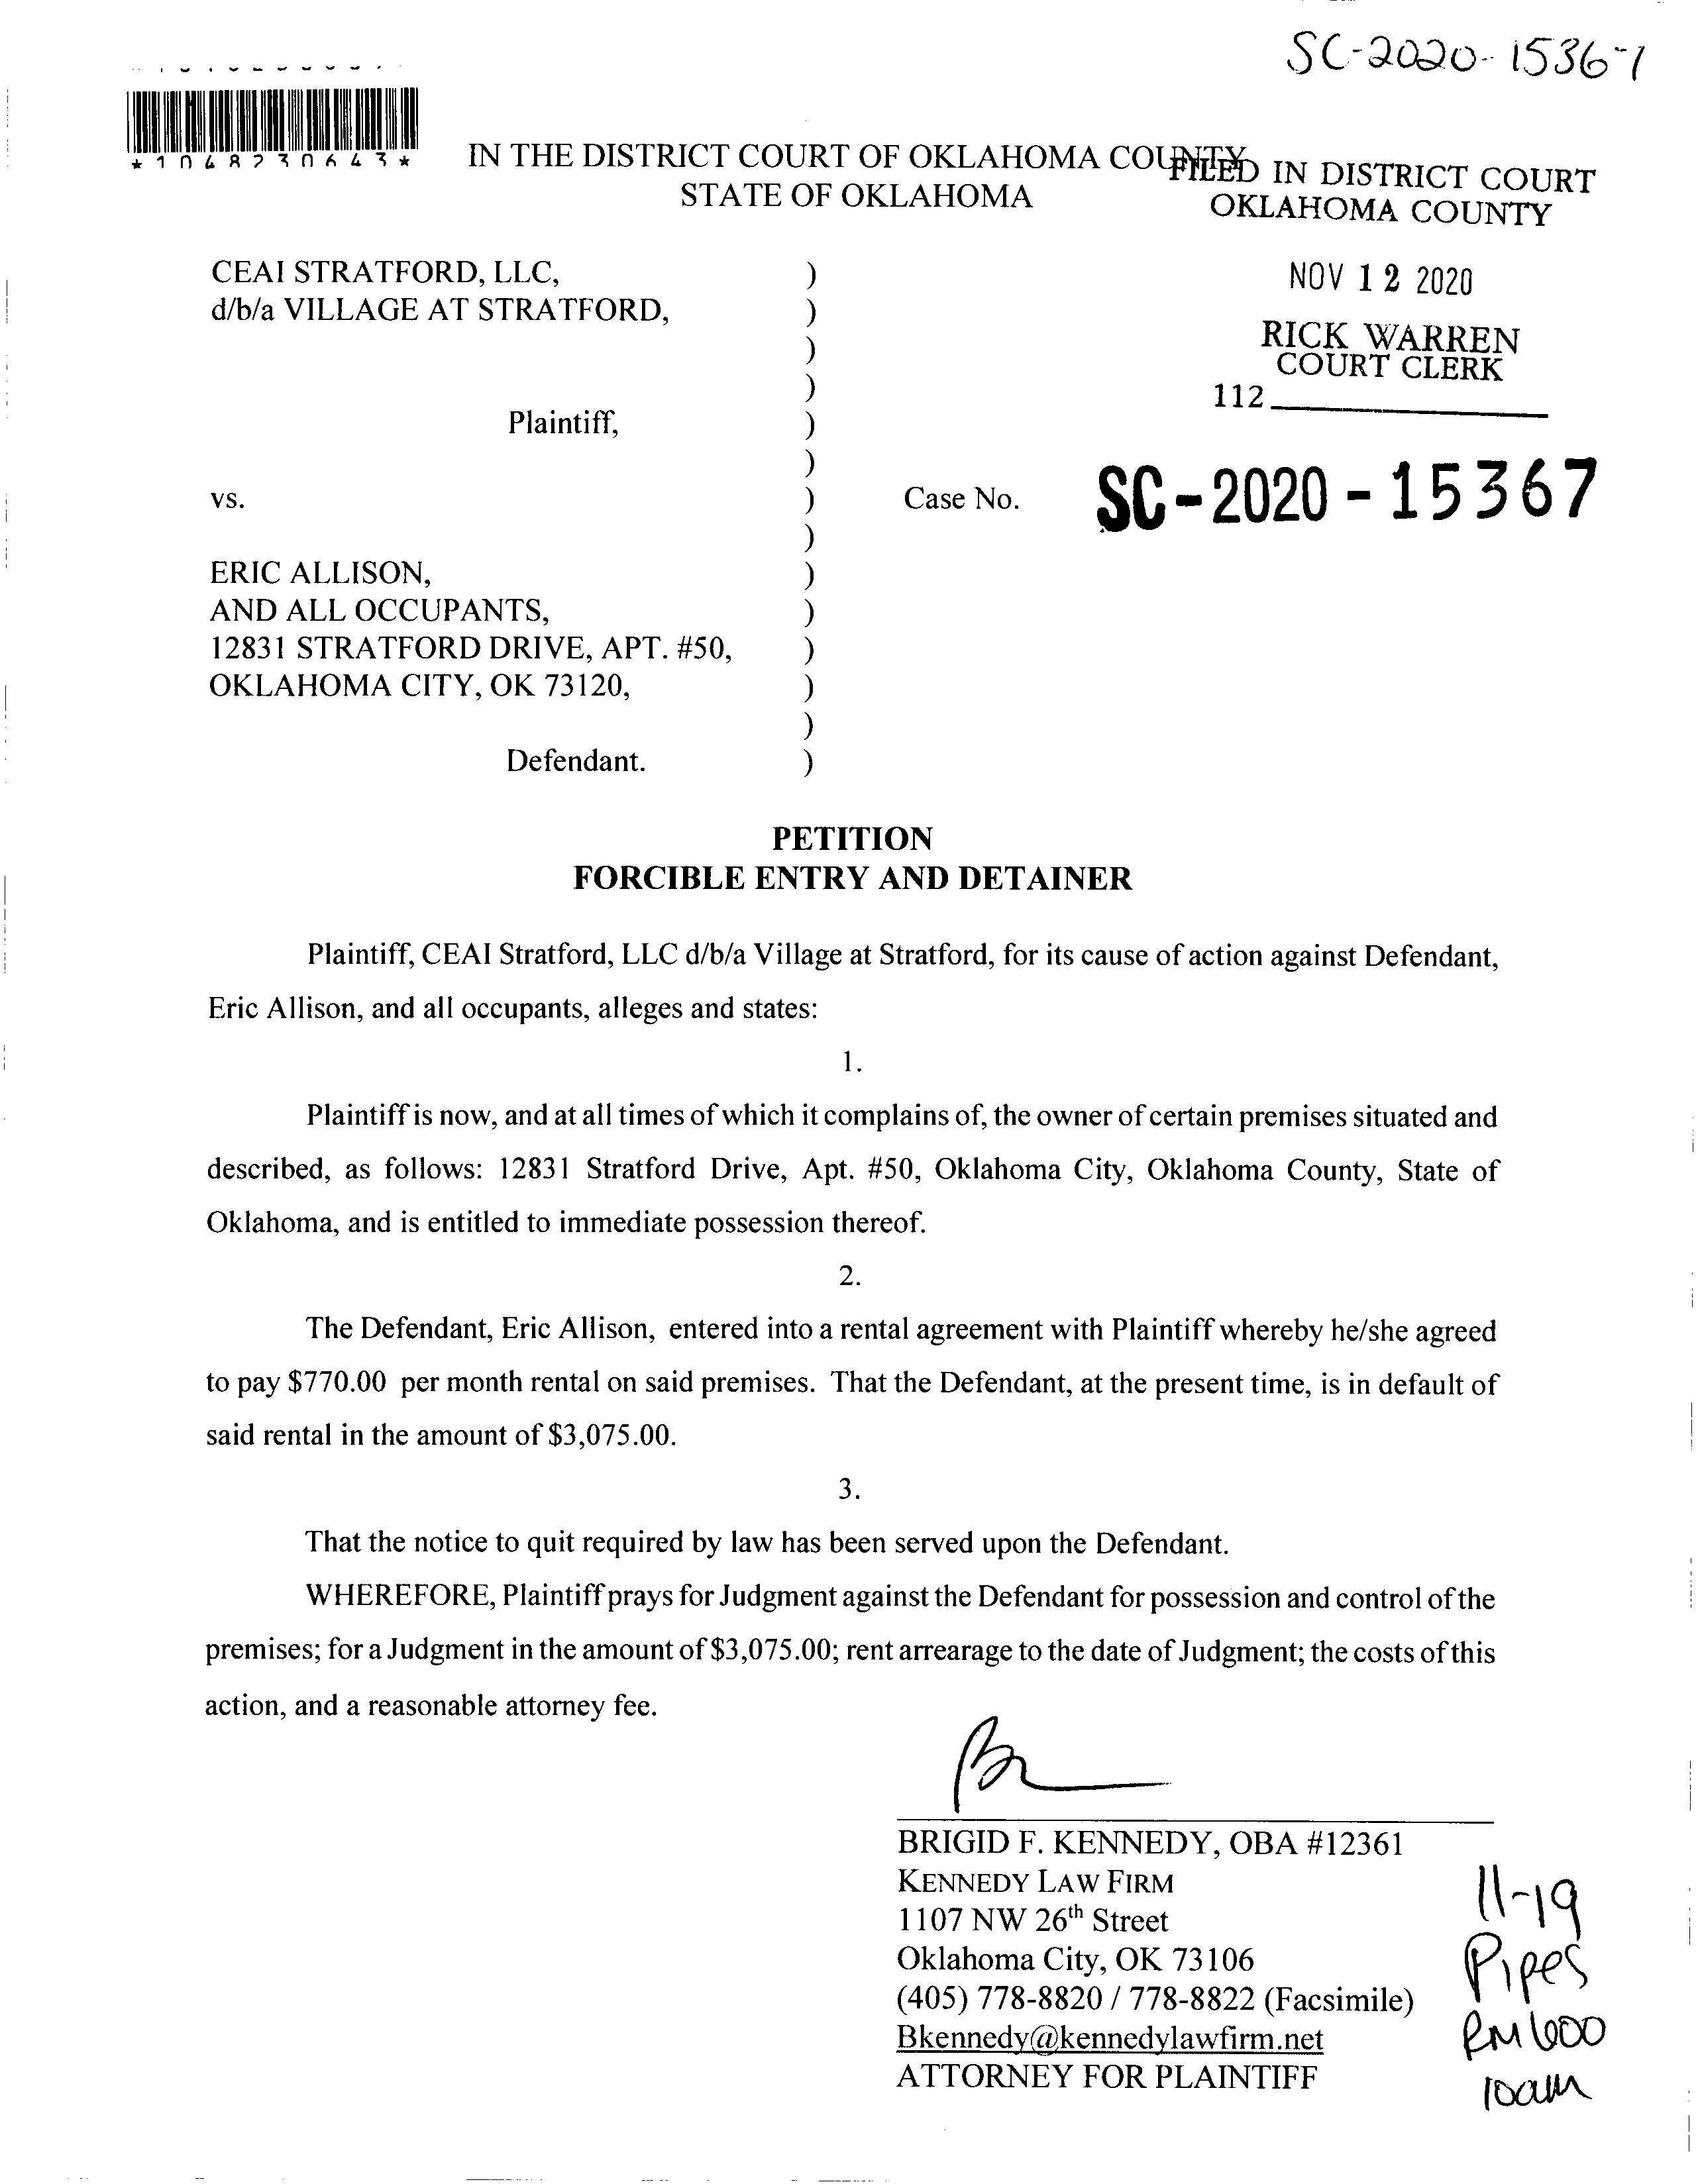 SC-2020-15367
*1048230643*
IN THE DISTRICT COURT OF OKLAHOMA COUNTY
STATE OF OKLAHOMA
FILED IN DISTRICT COURT
OKLAHOMA COUNTY
NOV 12 2020
RICK WARREN
COURT CLERK
112
CEAI STRATFORD, LLC, )
d/b/a VILLAGE AT STRATFORD, )
)
)
Plaintiff, )
)
vs. ) Case No. SC-2020-15367
)
ERIC ALLISON, )
AND ALL OCCUPANTS, )
12831 STRATFORD DRIVE, APT. #50, )
OKLAHOMA CITY, OK 73120, )
)
Defendant. )
PETITION
FORCIBLE ENTRY AND DETAINER
Plaintiff, CEAI Stratford, LLC d/b/a Village at Stratford, for its cause of action against Defendant,
Eric Allison, and all occupants, alleges and states:
1.
Plaintiff is now, and at all times of which it complains of, the owner of certain premises situated and
described, as follows: 12831 Stratford Drive, Apt. #50, Oklahoma City, Oklahoma County, State of
Oklahoma, and is entitled to immediate possession thereof.
2.
The Defendant, Eric Allison, entered into a rental agreement with Plaintiff whereby he/she agreed
to pay $770.00 per month rental on said premises. That the Defendant, at the present time, is in default of
said rental in the amount of $3,075.00.
3.
That the notice to quit required by law has been served upon the Defendant.
WHEREFORE, Plaintiff prays for Judgment against the Defendant for possession and control of the
premises; for a Judgment in the amount of $3,075.00; rent arrearage to the date of Judgment; the costs of this
action, and a reasonable attorney fee.
BRIGID F. KENNEDY, OBA #12361
KENNEDY LAW FIRM
1107 NW 26th Street
Oklahoma City, OK 73106
(405) 778-8820 / 778-8822 (Facsimile)
Bkennedy@kennedylawfirm.net
ATTORNEY FOR PLAINTIFF
11-19
Pipes
RM 600
10am